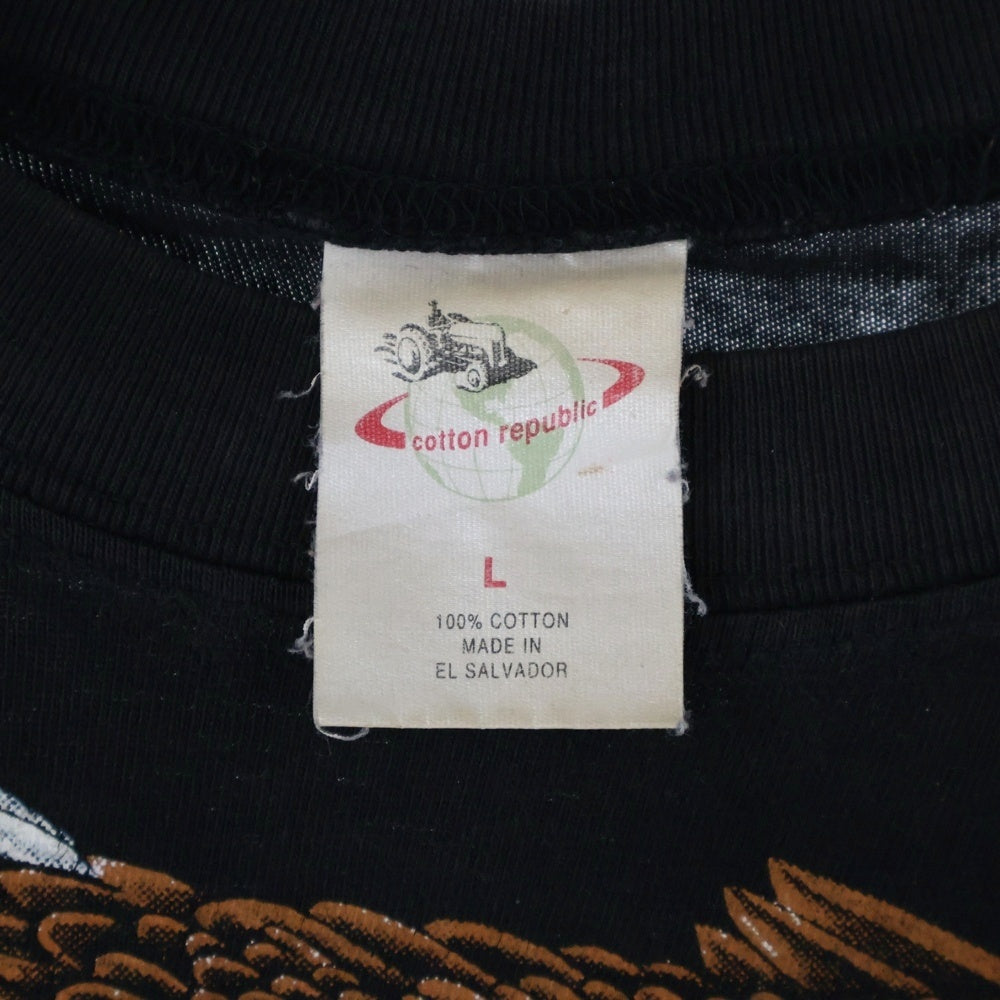 cotton republic
L
100% COTTON
MADE IN
EL SALVADOR